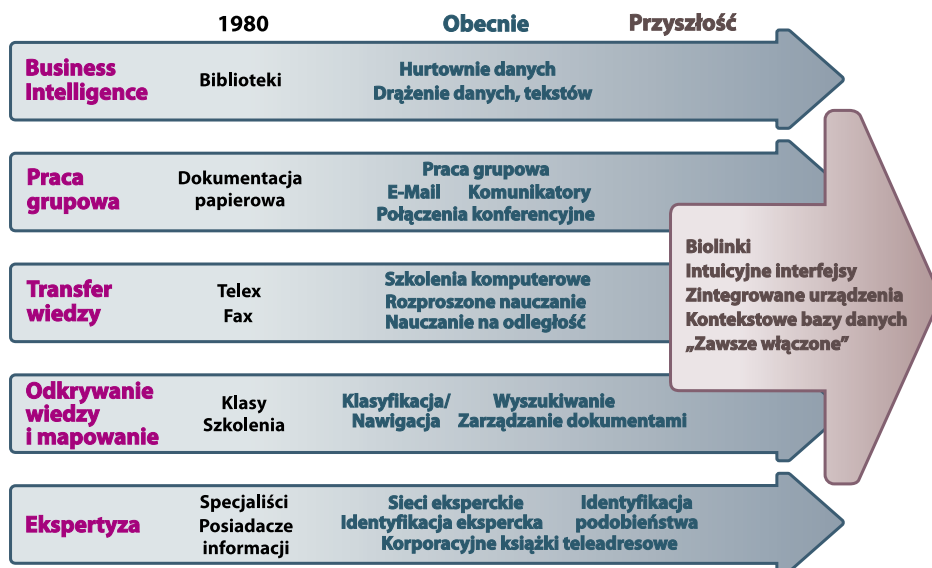 1980 Obecnie Przyszłość
Business
Intelligence
Biblioteki
Hurtownie danych
Drążenie danych, tekstów
Praca
grupowa
Dokumentacja
papierowa
Praca grupowa
E-Mail Komunikatory
Połączenia konferencyjne
Transfer
wiedzy
Telex
Fax
Szkolenia komputerowe
Rozproszone nauczanie
Nauczanie na odległość
Odkrywanie
wiedzy
i mapowanie
Klasy
Szkolenia
Klasyfikacja/ Wyszukiwanie
Nawigacja Zarządzanie dokumentami
Ekspertyza
Specjaliści
Posiadacze
informacji
Sieci eksperckie Identyfikacja
Identyfikacja ekspercka podobieństwa
Korporacyjne książki teleadresowe
Biolinki
Intuicyjne interfejsy
Zintegrowane urządzenia
Kontekstowe bazy danych
„Zawsze włączone”